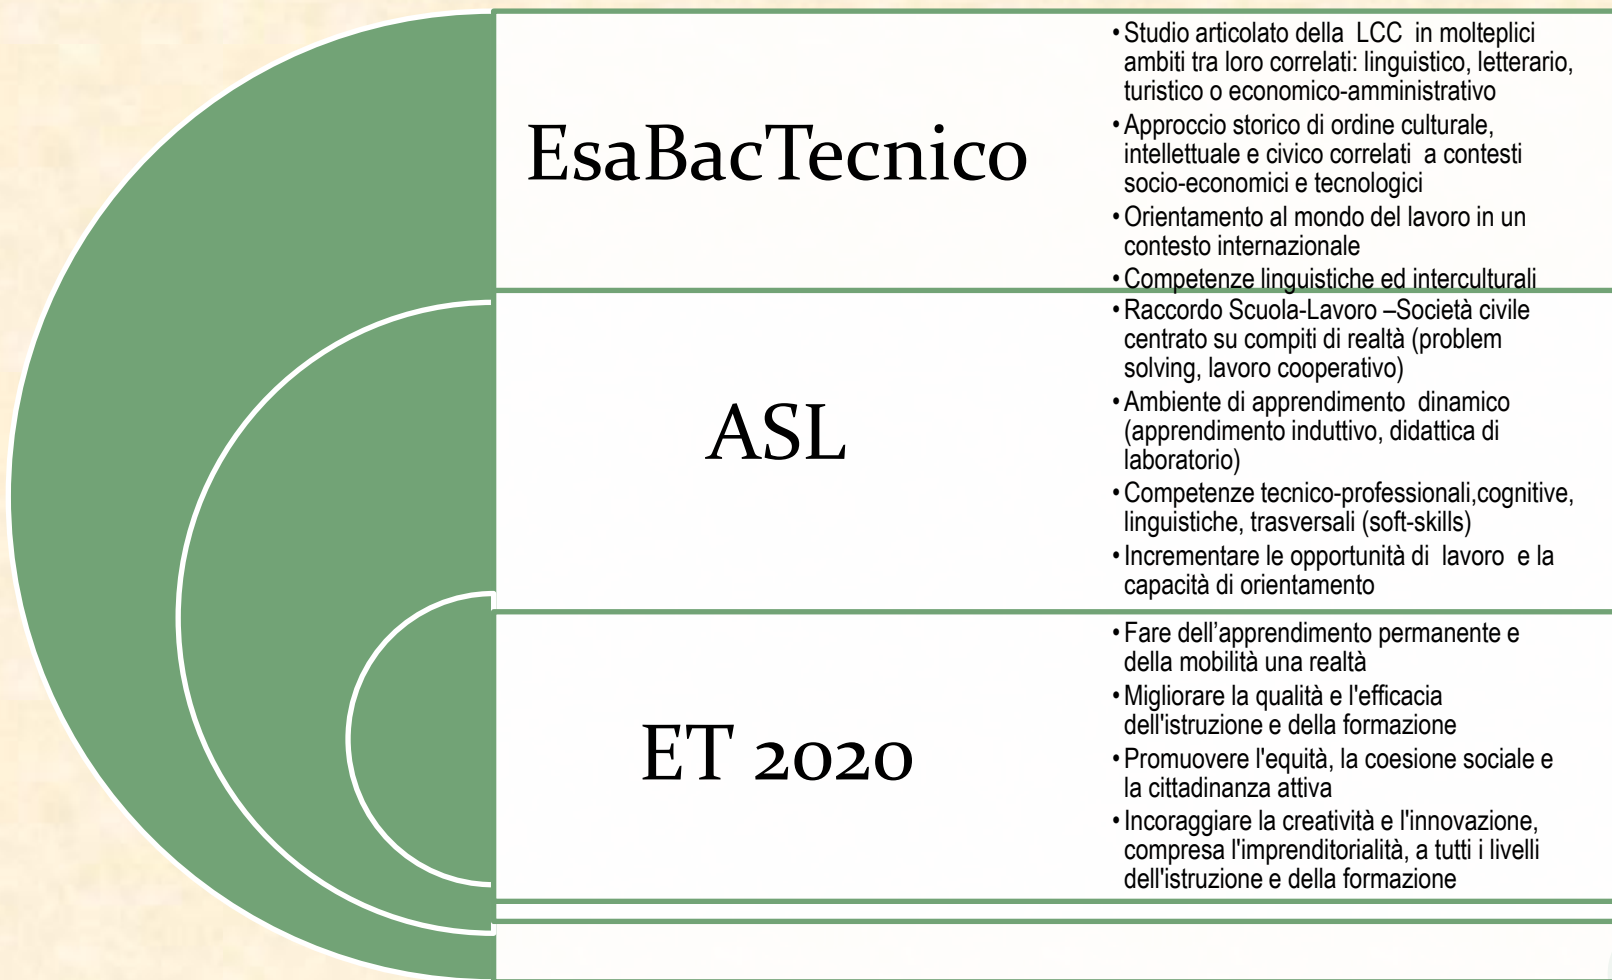 EsaBacTecnico
• Studio articolato della LCC in molteplici
ambiti tra loro correlati: linguistico, letterario,
turistico o economico-amministrativo
• Approccio storico di ordine culturale,
intellettuale e civico correlati a contesti
socio-economici e tecnologici
• Orientamento al mondo del lavoro in un
contesto internazionale
• Competenze linguistiche ed interculturali
ASL
• Raccordo Scuola-Lavoro –Società civile
centrato su compiti di realtà (problem
solving, lavoro cooperativo)
• Ambiente di apprendimento dinamico
(apprendimento induttivo, didattica di
laboratorio)
• Competenze tecnico-professionali,cognitive,
linguistiche, trasversali (soft-skills)
• Incrementare le opportunità di lavoro e la
capacità di orientamento
ET 2020
• Fare dell’apprendimento permanente e
della mobilità una realtà
• Migliorare la qualità e l'efficacia
dell'istruzione e della formazione
• Promuovere l'equità, la coesione sociale e
la cittadinanza attiva
• Incoraggiare la creatività e l'innovazione,
compresa l'imprenditorialità, a tutti i livelli
dell'istruzione e della formazione